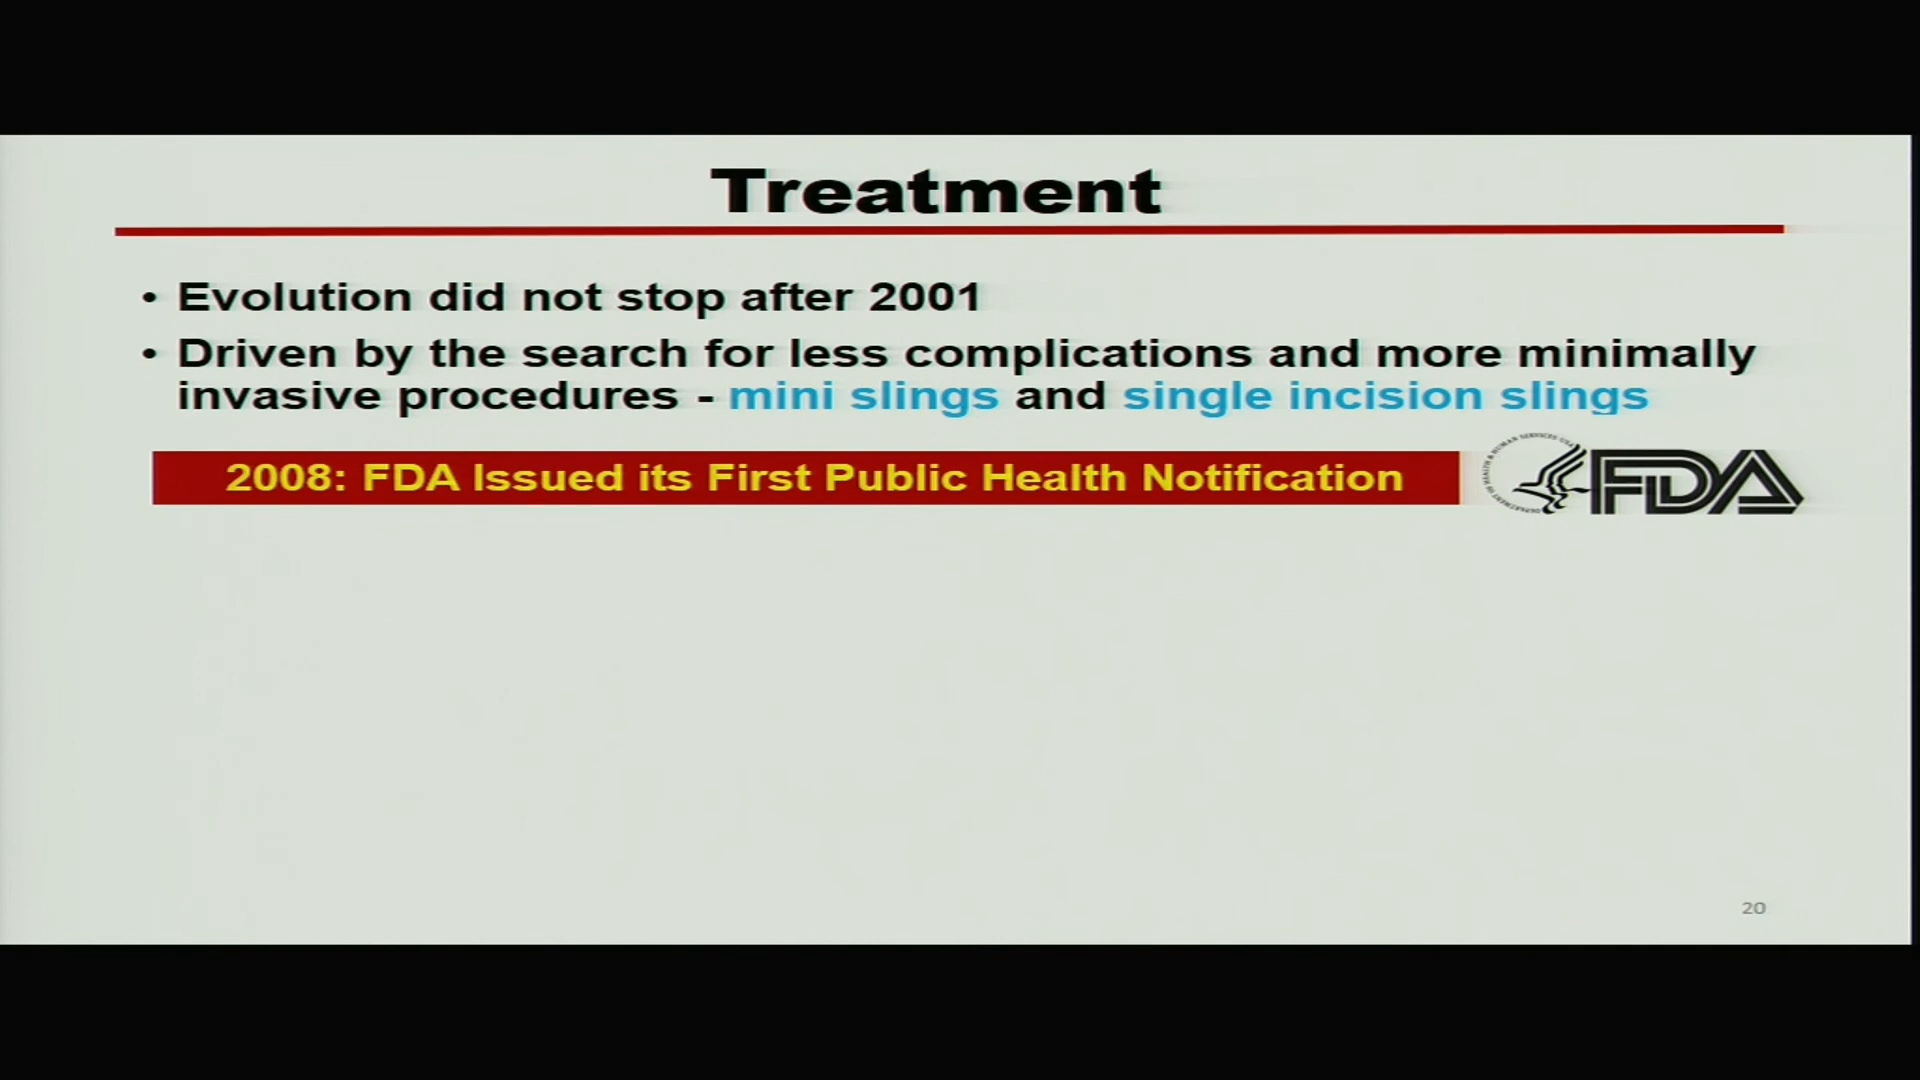 Treatment
• Evolution did not stop after 2001
• Driven by the search for less complications and more minimally
invasive procedures - mini slings and single incision slings
2008: FDA Issued its First Public Health Notification
FDA
20